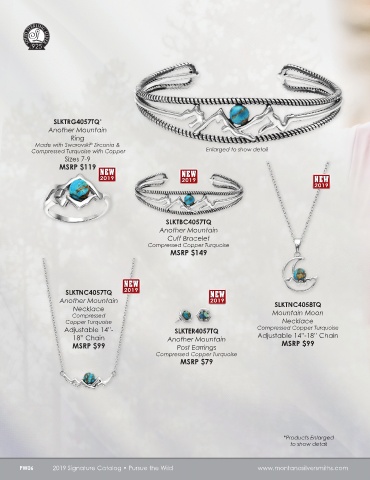 925
SLKTRG4057TQ*
Another Mountain
Ring
Made with Swarovski® Zirconia &
Compressed Turquoise with Copper
Sizes 7-9
MSRP $119
Enlarged to show detail
NEW
2019
NEW
2019
NEW
2019
SLKTBC4057TQ
Another Mountain
Cuff Bracelet
Compressed Copper Turquoise
MSRP $149
NEW
2019
SLKTNC4057TQ
Another Mountain
Necklace
Compressed
Copper Turquoise
Adjustable 14"-
18" Chain
MSRP $99
NEW
2019
SLKTER4057TQ
Another Mountain
Post Earrings
Compressed Copper Turquoise
MSRP $79
SLKTNC4058TQ
Mountain Moon
Necklace
Compressed Copper Turquoise
Adjustable 14"-18" Chain
MSRP $99
*Products Enlarged
to show detail
PW06 2019 Signature Catalog • Pursue the Wild www.montanasilversmiths.com